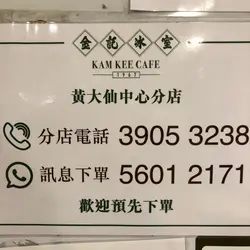 金記冰室
KAM KEE CAFE
1967
黃大仙中心分店
分店電話 3905 3238
訊息下單 5601 2171
歡迎預先下單